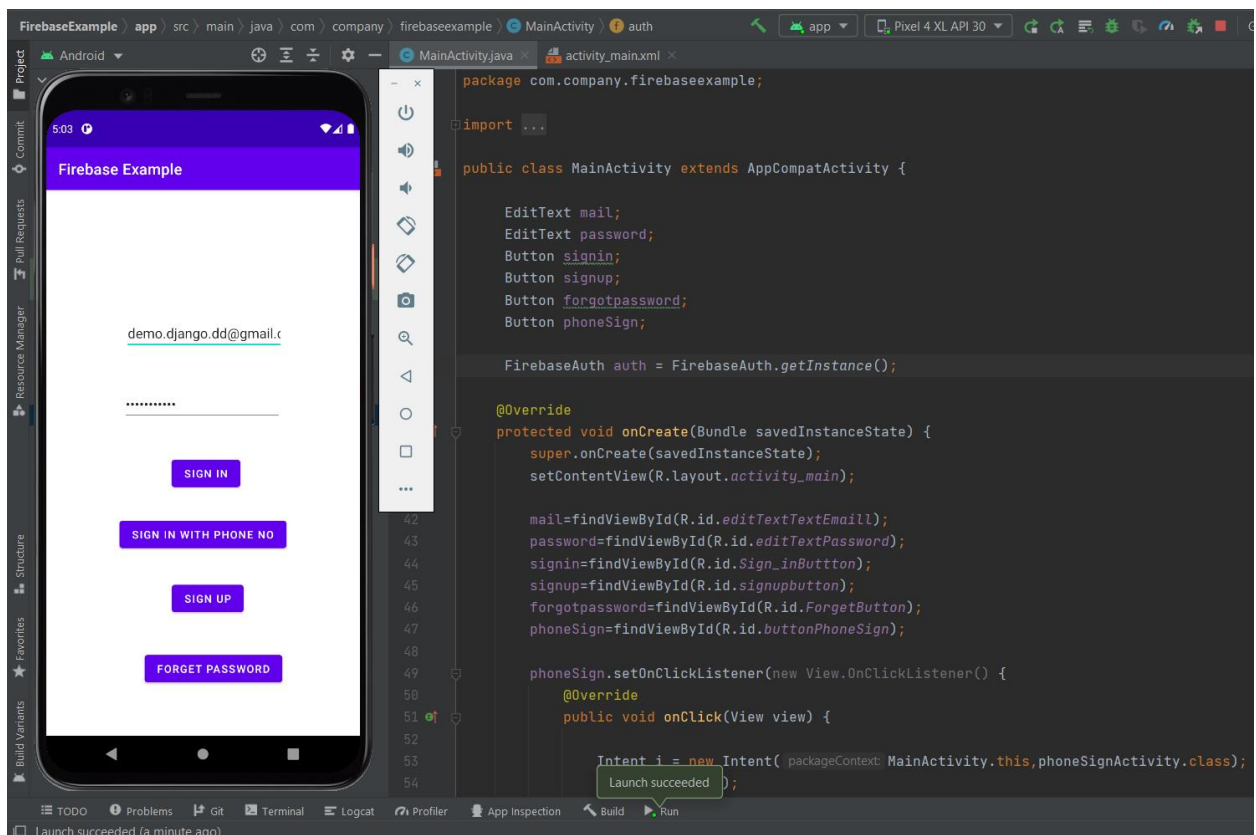 FirebaseExample app src main java com company firebaseexample MainActivity auth app Pixel 4 XL API 30
Project Android MainActivity.java activity_main.xml
Commit
Pull Requests
Resource Manager
Structure
Favorites
Build Variants
5:03
Firebase Example
demo.django.dd@gmail.c
•••••••••••
SIGN IN
SIGN IN WITH PHONE NO
SIGN UP
FORGET PASSWORD
package com.company.firebaseexample;
import ...
public class MainActivity extends AppCompatActivity {
EditText mail;
EditText password;
Button signin;
Button signup;
Button forgotpassword;
Button phoneSign;
FirebaseAuth auth = FirebaseAuth.getInstance();
@Override
protected void onCreate(Bundle savedInstanceState) {
super.onCreate(savedInstanceState);
setContentView(R.layout.activity_main);
42 mail=findViewById(R.id.editTextTextEmaill);
43 password=findViewById(R.id.editTextPassword);
44 signin=findViewById(R.id.Sign_inButtton);
45 signup=findViewById(R.id.signupbutton);
46 forgotpassword=findViewById(R.id.ForgetButton);
47 phoneSign=findViewById(R.id.buttonPhoneSign);
48
49 phoneSign.setOnClickListener(new View.OnClickListener() {
50 @Override
51 public void onClick(View view) {
52
53 Intent i = new Intent( packageContext: MainActivity.this,phoneSignActivity.class);
54 );
Launch succeeded
TODO Problems Git Terminal Logcat Profiler App Inspection Build Run
Launch succeeded (a minute ago)